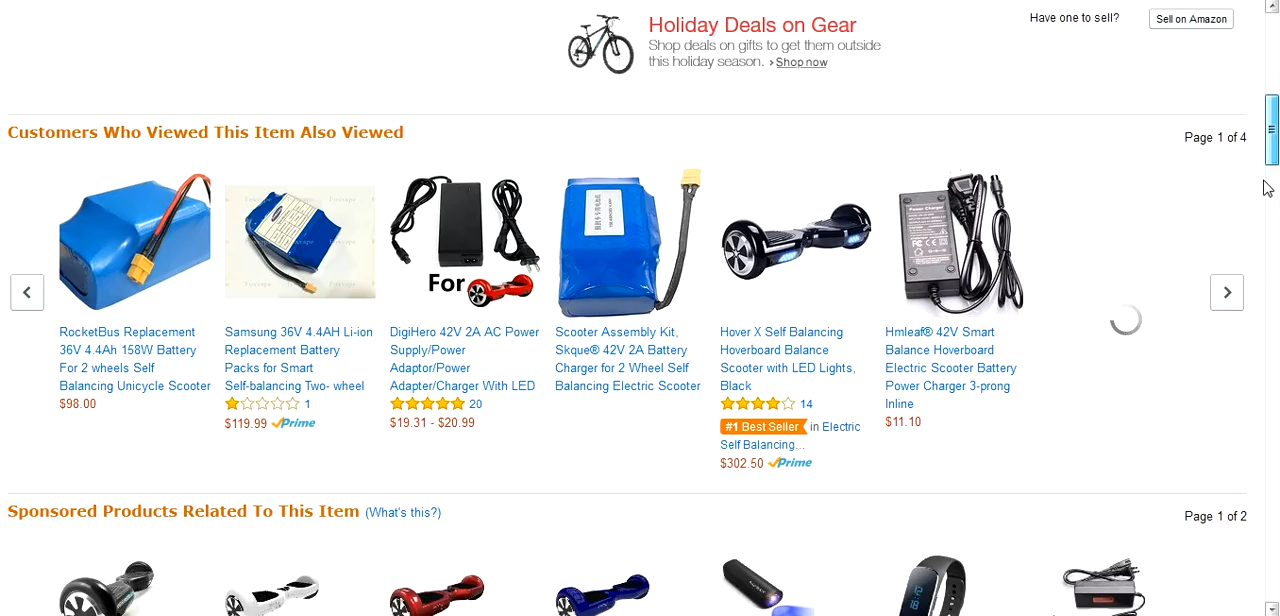 Holiday Deals on Gear
Shop deals on gifts to get them outside
this holiday season. › Shop now
Have one to sell?
Sell on Amazon
Customers Who Viewed This Item Also Viewed
Page 1 of 4
RocketBus Replacement
36V 4.4Ah 158W Battery
For 2 wheels Self
Balancing Unicycle Scooter
$98.00
Samsung 36V 4.4AH Li-ion
Replacement Battery
Packs for Smart
Self-balancing Two- wheel
1
$119.99 Prime
For
DigiHero 42V 2A AC Power
Supply/Power
Adaptor/Power
Adapter/Charger With LED
20
$19.31 - $20.99
Scooter Assembly Kit,
Skque® 42V 2A Battery
Charger for 2 Wheel Self
Balancing Electric Scooter
Hover X Self Balancing
Hoverboard Balance
Scooter with LED Lights,
Black
14
#1 Best Seller in Electric
Self Balancing...
$302.50 Prime
Power Charger
Hmleaf® 42V Smart
Balance Hoverboard
Electric Scooter Battery
Power Charger 3-prong
Inline
$11.10
Sponsored Products Related To This Item (What's this?)
Page 1 of 2